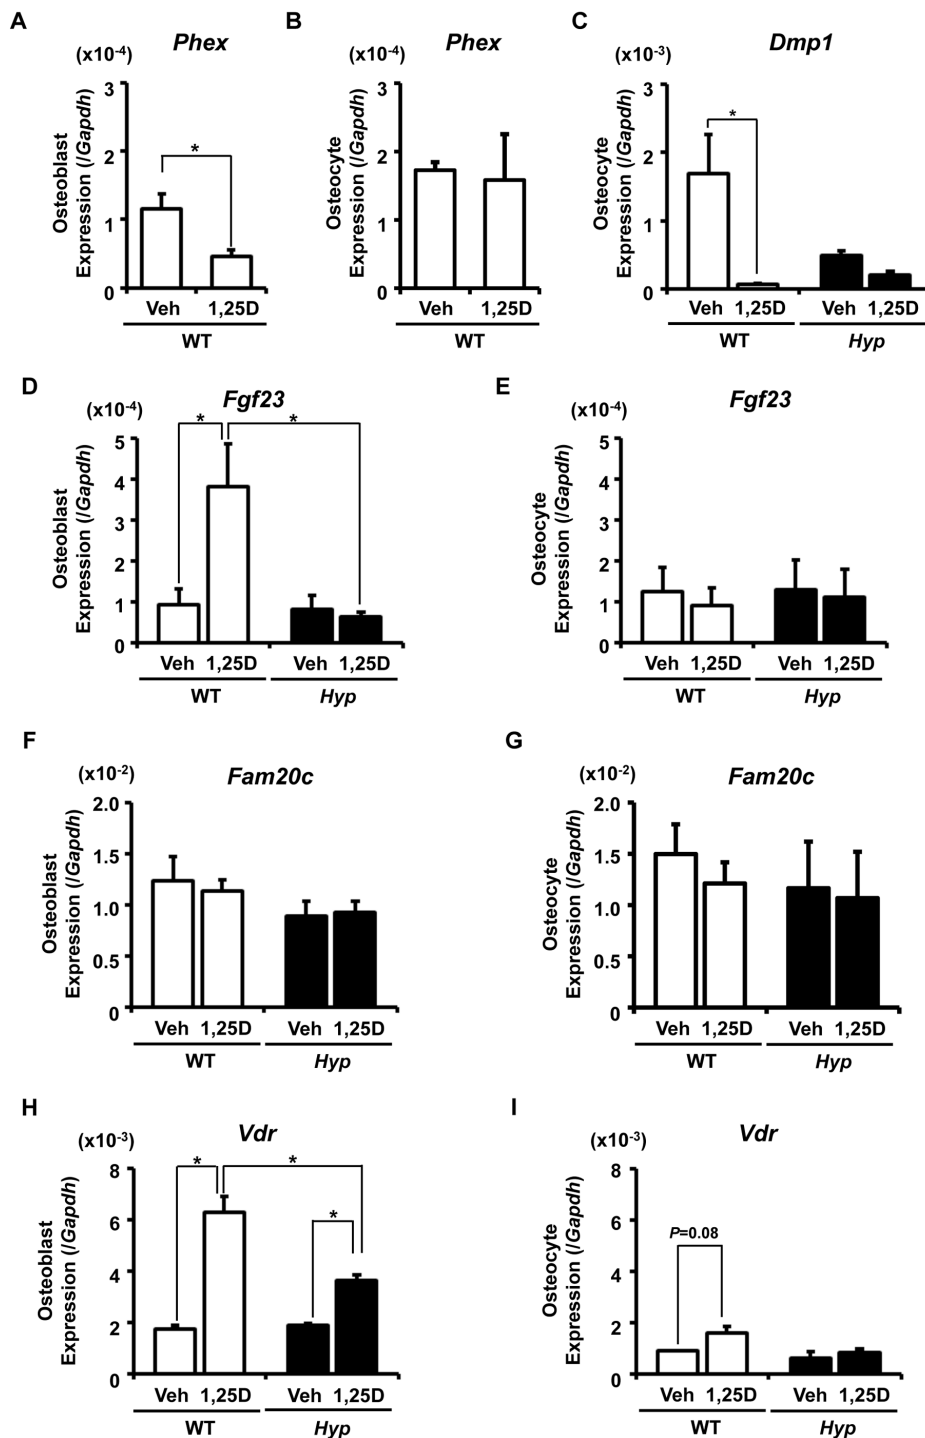 A
Phex
(x10-4)
Osteoblast
Expression (/Gapdh)
3
2
1
0
*
Veh 1,25D
WT
B
Phex
(x10-4)
Osteocyte
Expression (/Gapdh)
3
2
1
0
Veh 1,25D
WT
C
Dmp1
(x10-3)
Osteocyte
Expression (/Gapdh)
3
2
1
0
*
Veh 1,25D Veh 1,25D
WT Hyp
D
Fgf23
(x10-4)
Osteoblast
Expression (/Gapdh)
5
4
3
2
1
0
* *
Veh 1,25D Veh 1,25D
WT Hyp
E
Fgf23
(x10-4)
Osteocyte
Expression (/Gapdh)
5
4
3
2
1
0
Veh 1,25D Veh 1,25D
WT Hyp
F
Fam20c
(x10-2)
Osteoblast
Expression (/Gapdh)
2.0
1.5
1.0
0.5
0
Veh 1,25D Veh 1,25D
WT Hyp
G
Fam20c
(x10-2)
Osteocyte
Expression (/Gapdh)
2.0
1.5
1.0
0.5
0
Veh 1,25D Veh 1,25D
WT Hyp
H
Vdr
(x10-3)
Osteoblast
Expression (/Gapdh)
8
6
4
2
0
* *
*
Veh 1,25D Veh 1,25D
WT Hyp
I
Vdr
(x10-3)
Osteocyte
Expression (/Gapdh)
8
6
4
2
0
P=0.08
Veh 1,25D Veh 1,25D
WT Hyp